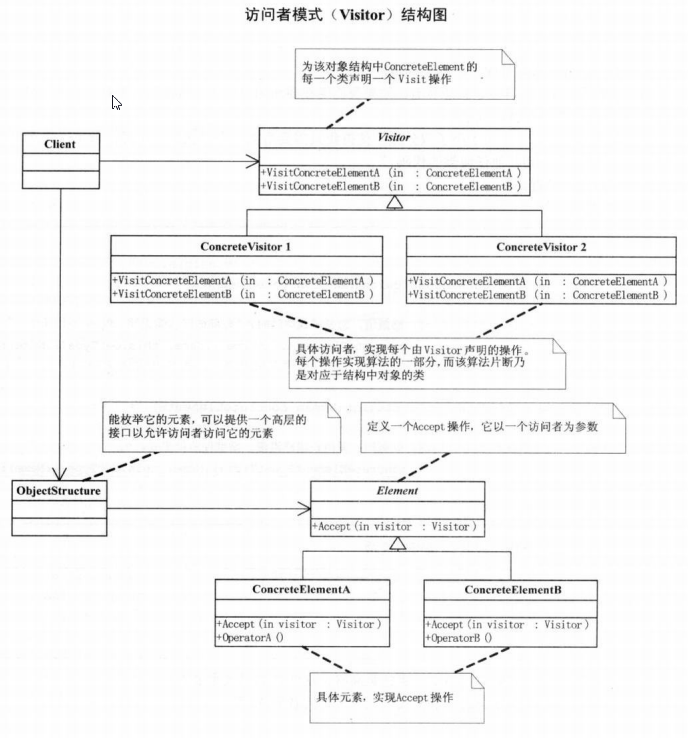 访问者模式（Visitor）结构图
为该对象结构中ConcreteElement的
每一个类声明一个 Visit 操作
Client
Visitor
+VisitConcreteElementA (in : ConcreteElementA )
+VisitConcreteElementB (in : ConcreteElementB )
ConcreteVisitor 1
+VisitConcreteElementA (in : ConcreteElementA )
+VisitConcreteElementB (in : ConcreteElementB )
ConcreteVisitor 2
+VisitConcreteElementA (in : ConcreteElementA )
+VisitConcreteElementB (in : ConcreteElementB )
具体访问者，实现每个由Visitor声明的操作。
每个操作实现算法的一部分,而该算法片断乃
是对应于结构中对象的类
能枚举它的元素，可以提供一个高层的
接口以允许访问者访问它的元素
定义一个Accept 操作，它以一个访问者为参数
ObjectStructure
Element
+Accept(in visitor : Visitor)
ConcreteElementA
+Accept(in visitor : Visitor)
+OperatorA()
ConcreteElementB
+Accept(in visitor : Visitor)
+OperatorB()
具体元素，实现Accept 操作